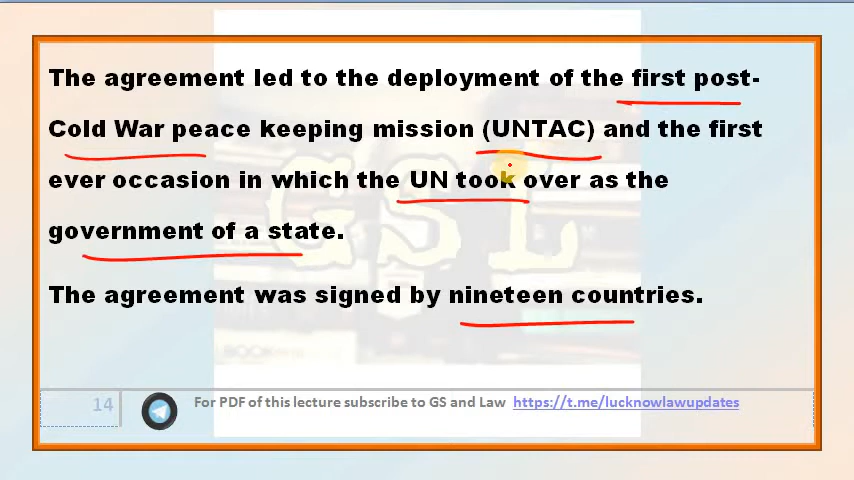 The agreement led to the deployment of the first post-
Cold War peace keeping mission (UNTAC) and the first
ever occasion in which the UN took over as the
government of a state.
The agreement was signed by nineteen countries.
GSL
BOOK
14
For PDF of this lecture subscribe to GS and Law https://t.me/lucknowlawupdates